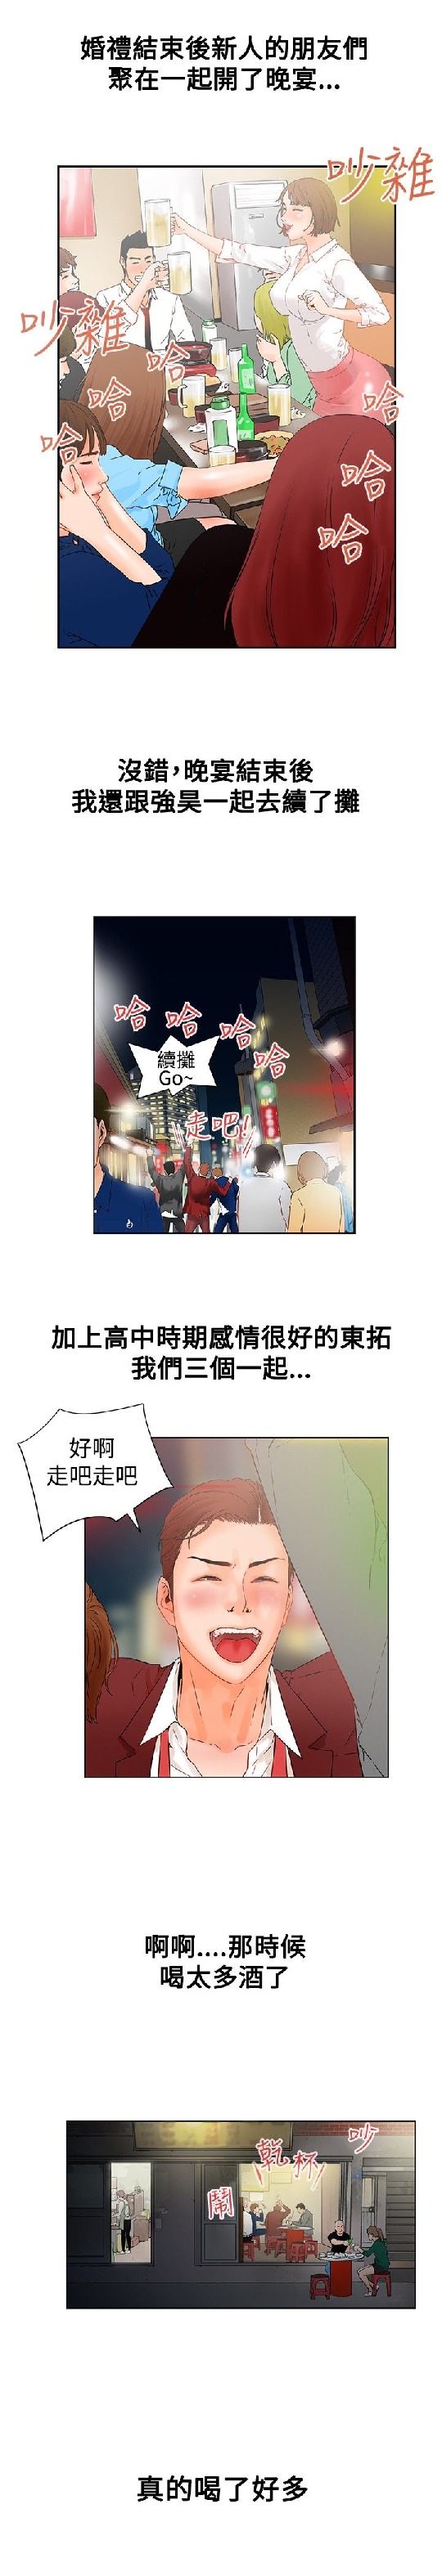 婚禮結束後新人的朋友們
聚在一起開了晚宴...
吵雜
吵雜
哈
哈
哈
哈
哈
哈
沒錯，晚宴結束後
我還跟強昊一起去續了攤
哈
哈
哈
哈
續攤
Go~
走吧!
加上高中時期感情很好的東拓
我們三個一起...
好啊
走吧走吧
啊啊....那時候
喝太多酒了
吵
乾杯!
鬧
真的喝了好多